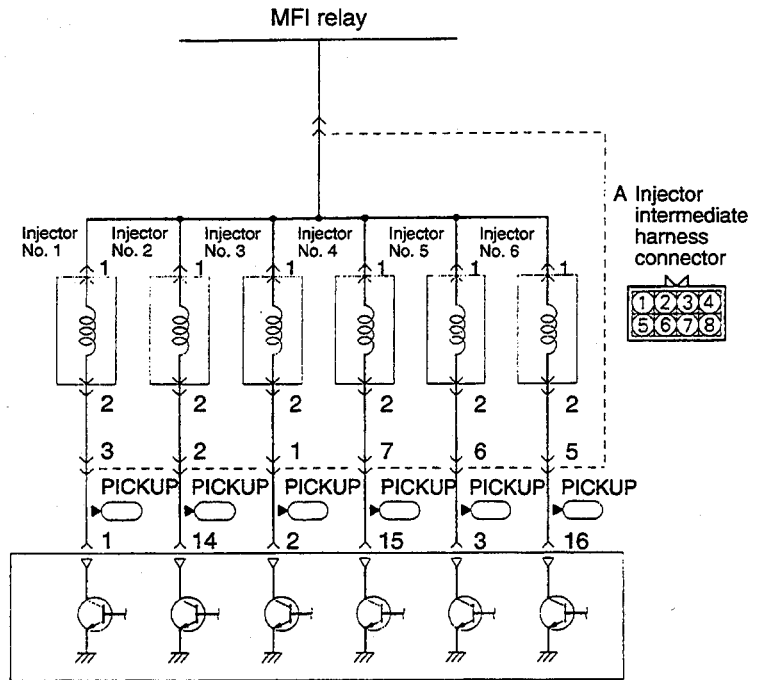 MFI relay
A Injector
intermediate
harness
connector
Injector No. 1
Injector No. 2
Injector No. 3
Injector No. 4
Injector No. 5
Injector No. 6
1 1 1 1 1 1
1 2 3 4
5 6 7 8
2 2 2 2 2 2
3 2 1 7 6 5
PICKUP PICKUP PICKUP PICKUP PICKUP PICKUP
1 14 2 15 3 16